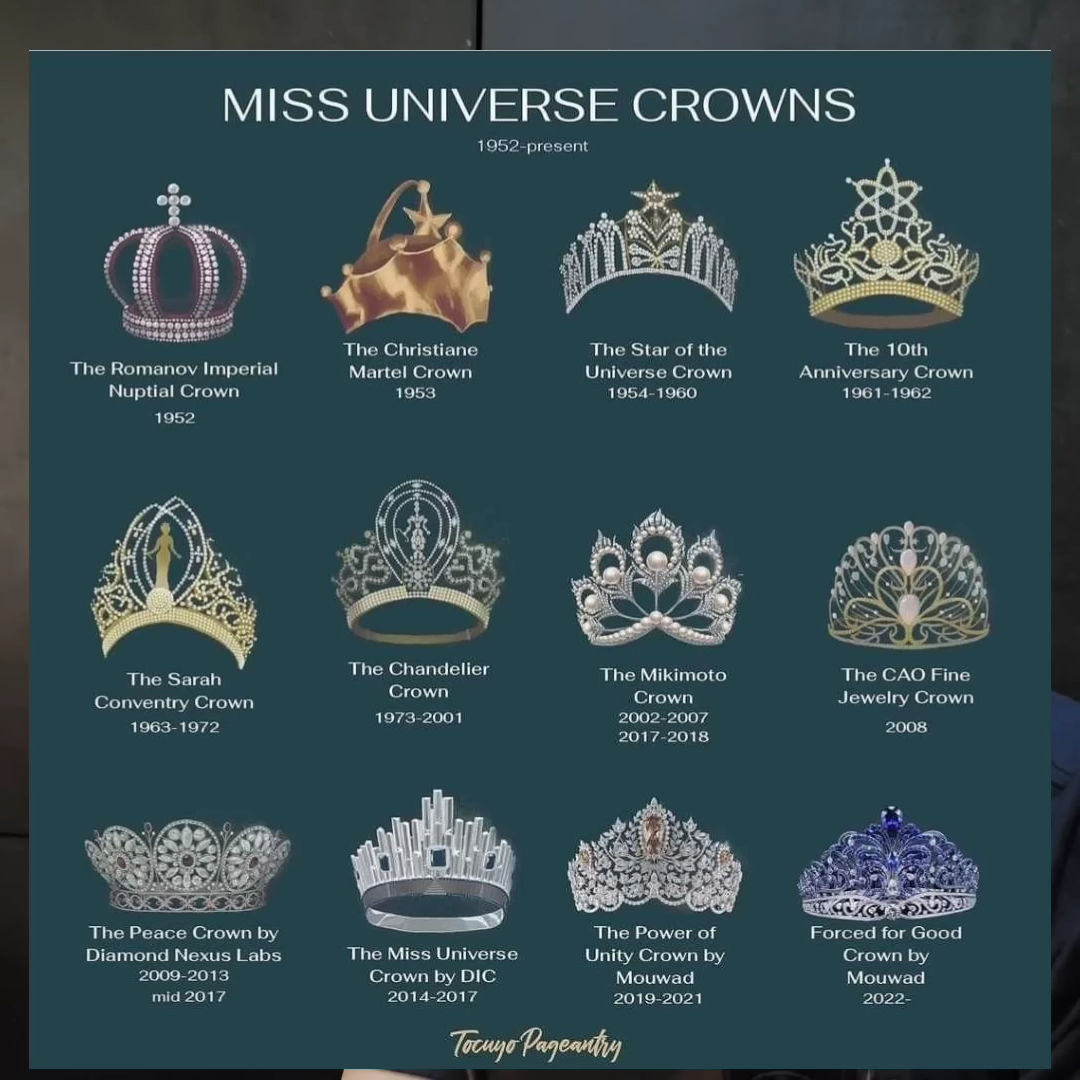 MISS UNIVERSE CROWNS
1952-present
The Romanov Imperial
Nuptial Crown
1952
The Christiane
Martel Crown
1953
The Star of the
Universe Crown
1954-1960
The 10th
Anniversary Crown
1961-1962
The Sarah
Conventry Crown
1963-1972
The Chandelier
Crown
1973-2001
The Mikimoto
Crown
2002-2007
2017-2018
The CAO Fine
Jewelry Crown
2008
The Peace Crown by
Diamond Nexus Labs
2009-2013
mid 2017
The Miss Universe
Crown by DIC
2014-2017
The Power of
Unity Crown by
Mouwad
2019-2021
Forced for Good
Crown by
Mouwad
2022-
Tocuyo Pageantry